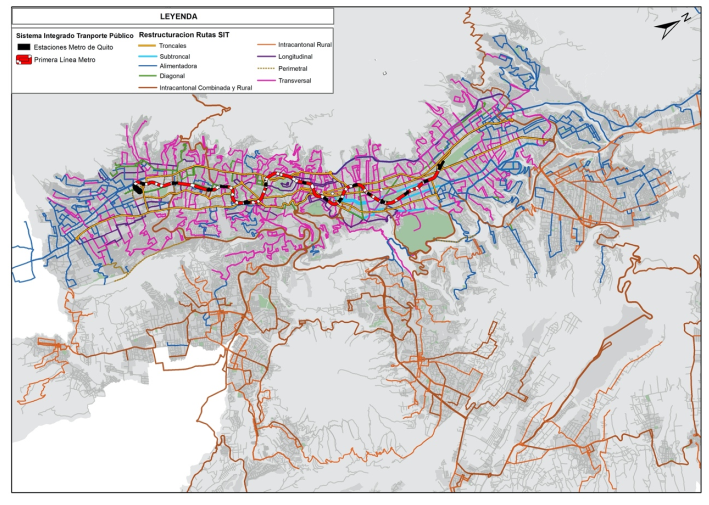 LEYENDA
Sistema Integrado Tranporte Público
Estaciones Metro de Quito
Primera Línea Metro
Restructuracion Rutas SIT
Troncales
Subtroncal
Alimentadora
Diagonal
Intracantonal Combinada y Rural
Intracantonal Rural
Longitudinal
Perimetral
Transversal
N